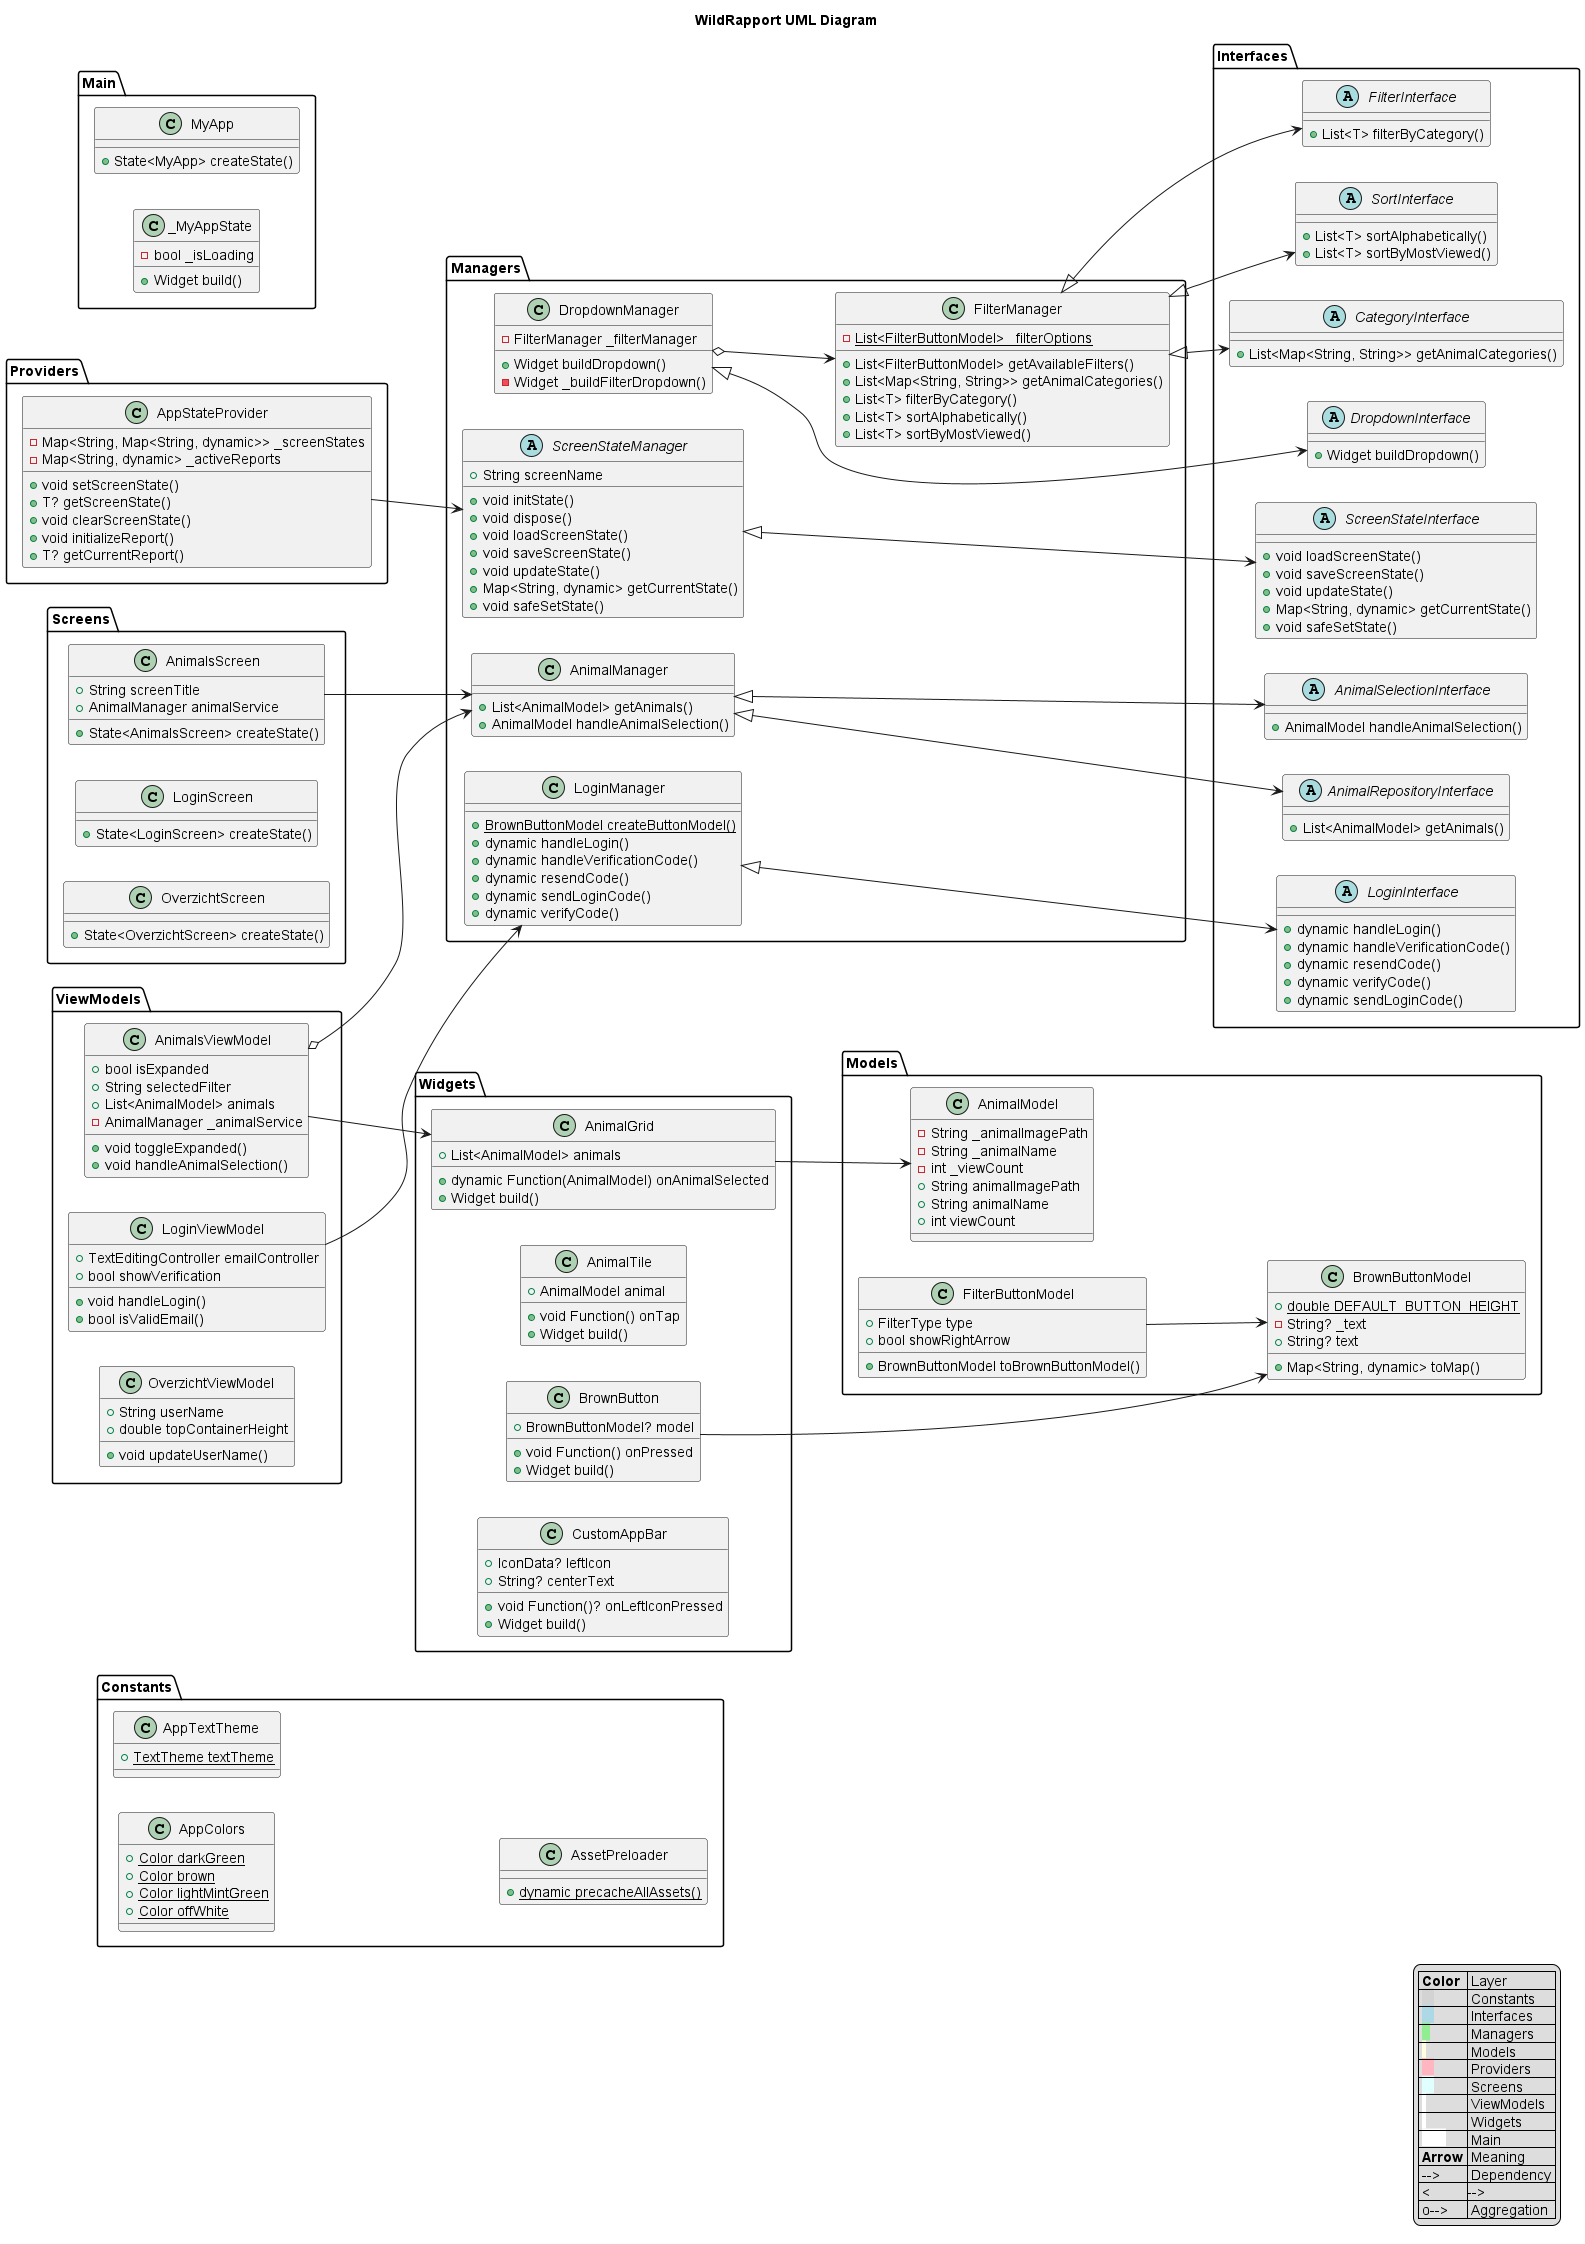 WildRapport UML Diagram
Main
MyApp
State<MyApp> createState()
_MyAppState
bool _isLoading
Widget build()
Providers
AppStateProvider
Map<String, Map<String, dynamic>> _screenStates
Map<String, dynamic> _activeReports
void setScreenState()
T? getScreenState()
void clearScreenState()
void initializeReport()
T? getCurrentReport()
Screens
AnimalsScreen
String screenTitle
AnimalManager animalService
State<AnimalsScreen> createState()
LoginScreen
State<LoginScreen> createState()
OverzichtScreen
State<OverzichtScreen> createState()
ViewModels
AnimalsViewModel
bool isExpanded
String selectedFilter
List<AnimalModel> animals
AnimalManager _animalService
void toggleExpanded()
void handleAnimalSelection()
LoginViewModel
TextEditingController emailController
bool showVerification
void handleLogin()
bool isValidEmail()
OverzichtViewModel
String userName
double topContainerHeight
void updateUserName()
Managers
DropdownManager
FilterManager _filterManager
Widget buildDropdown()
Widget _buildFilterDropdown()
FilterManager
List<FilterButtonModel> _filterOptions
List<FilterButtonModel> getAvailableFilters()
List<Map<String, String>> getAnimalCategories()
List<T> filterByCategory()
List<T> sortAlphabetically()
List<T> sortByMostViewed()
ScreenStateManager
String screenName
void initState()
void dispose()
void loadScreenState()
void saveScreenState()
void updateState()
Map<String, dynamic> getCurrentState()
void safeSetState()
AnimalManager
List<AnimalModel> getAnimals()
AnimalModel handleAnimalSelection()
LoginManager
BrownButtonModel createButtonModel()
dynamic handleLogin()
dynamic handleVerificationCode()
dynamic resendCode()
dynamic sendLoginCode()
dynamic verifyCode()
Interfaces
FilterInterface
List<T> filterByCategory()
SortInterface
List<T> sortAlphabetically()
List<T> sortByMostViewed()
CategoryInterface
List<Map<String, String>> getAnimalCategories()
DropdownInterface
Widget buildDropdown()
ScreenStateInterface
void loadScreenState()
void saveScreenState()
void updateState()
Map<String, dynamic> getCurrentState()
void safeSetState()
AnimalSelectionInterface
AnimalModel handleAnimalSelection()
AnimalRepositoryInterface
List<AnimalModel> getAnimals()
LoginInterface
dynamic handleLogin()
dynamic handleVerificationCode()
dynamic resendCode()
dynamic verifyCode()
dynamic sendLoginCode()
Widgets
AnimalGrid
List<AnimalModel> animals
dynamic Function(AnimalModel) onAnimalSelected
Widget build()
AnimalTile
AnimalModel animal
void Function() onTap
Widget build()
BrownButton
BrownButtonModel? model
void Function() onPressed
Widget build()
CustomAppBar
IconData? leftIcon
String? centerText
void Function()? onLeftIconPressed
Widget build()
Models
AnimalModel
String _animalImagePath
String _animalName
int _viewCount
String animalImagePath
String animalName
int viewCount
FilterButtonModel
FilterType type
bool showRightArrow
BrownButtonModel toBrownButtonModel()
BrownButtonModel
double DEFAULT_BUTTON_HEIGHT
String? _text
String? text
Map<String, dynamic> toMap()
Constants
AppTextTheme
TextTheme textTheme
AppColors
Color darkGreen
Color brown
Color lightMintGreen
Color offWhite
AssetPreloader
dynamic precacheAllAssets()
Color Layer
Constants
Interfaces
Managers
Models
Providers
Screens
ViewModels
Widgets
Main
Arrow Meaning
--> Dependency
< -->
o--> Aggregation